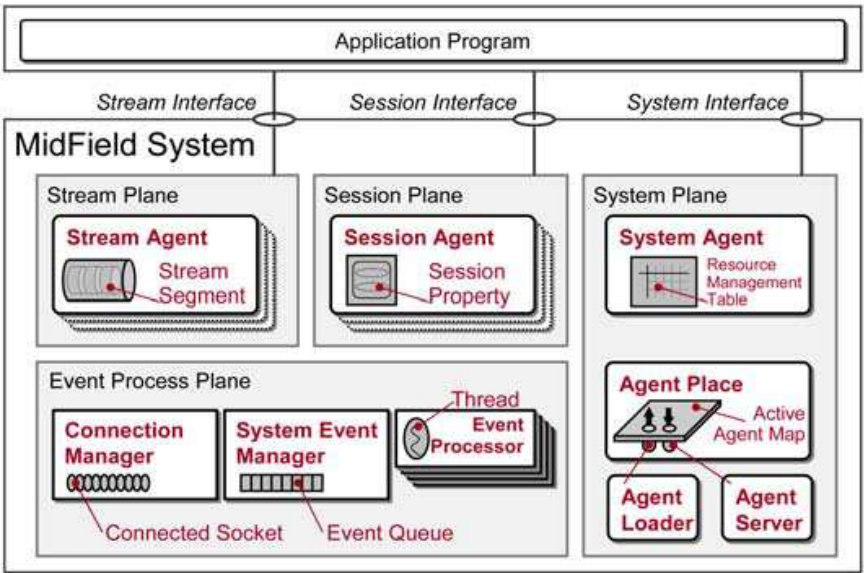 Application Program
Stream Interface
Session Interface
System Interface
MidField System
Stream Plane
Stream Agent
Stream
Segment
Session Plane
Session Agent
Session
Property
System Plane
System Agent
Resource
Management
Table
Agent Place
Active
Agent Map
Agent
Loader
Agent
Server
Event Process Plane
Connection
Manager
Connected Socket
System Event
Manager
Event Queue
Thread
Event
Processor